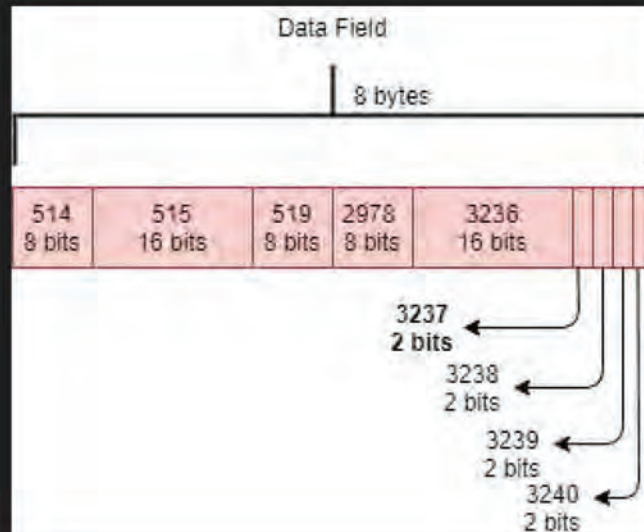 Data Field
8 bytes
514
8 bits
515
16 bits
519
8 bits
2978
8 bits
3236
16 bits
3237
2 bits
3238
2 bits
3239
2 bits
3240
2 bits